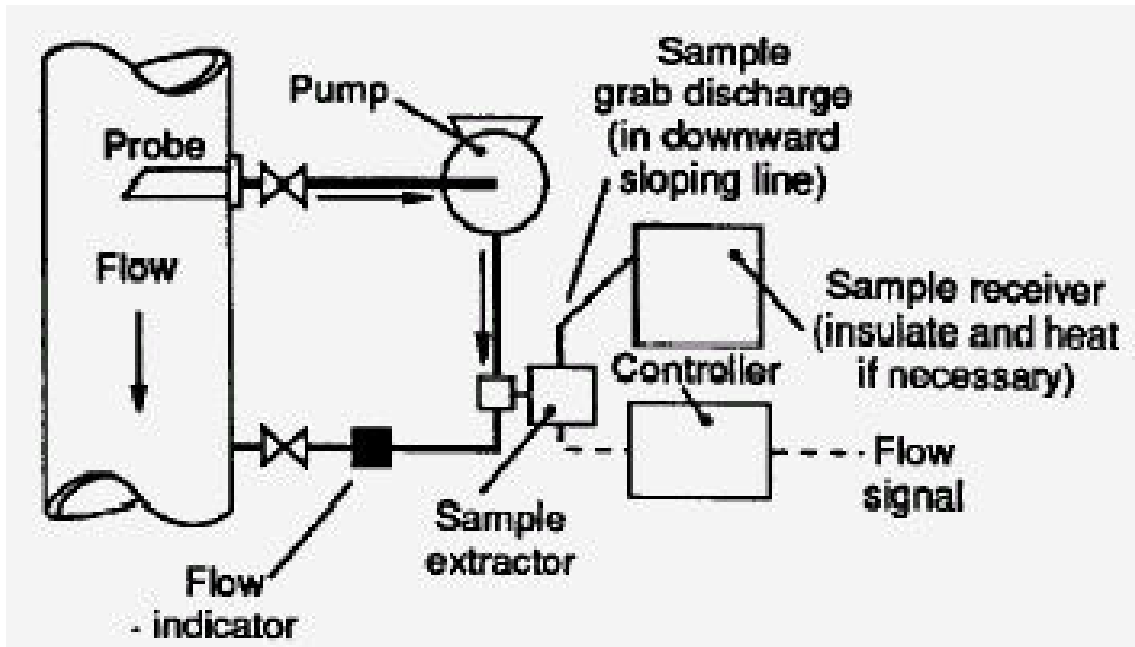 Sample
grab discharge
(in downward
sloping line)
Pump
Probe
Flow
Sample receiver
(insulate and heat
if necessary)
Controller
Flow
signal
Sample
extractor
Flow
- indicator